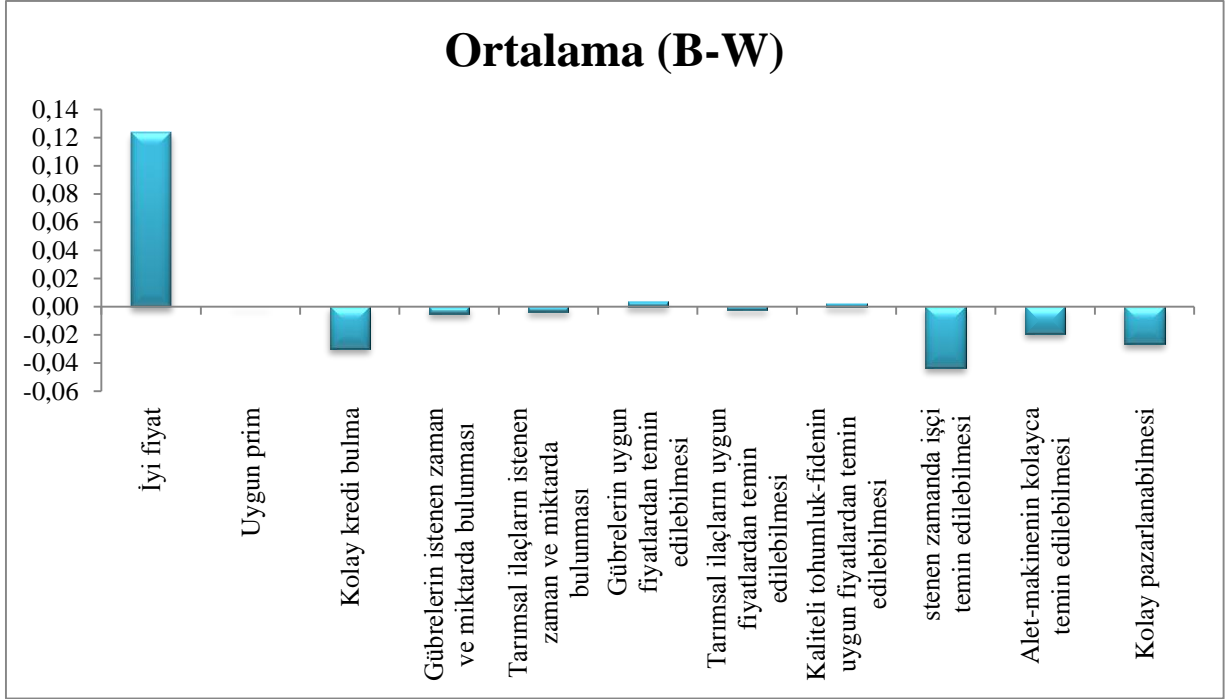 Ortalama (B-W)
0,14
0,12
0,10
0,08
0,06
0,04
0,02
0,00
-0,02
-0,04
-0,06
İyi fiyat
Uygun prim
Kolay kredi bulma
Gübrelerin istenen zaman
ve miktarda bulunması
Tarımsal ilaçların istenen
zaman ve miktarda
bulunması
Gübrelerin uygun
fiyatlardan temin
edilebilmesi
Tarımsal ilaçların uygun
fiyatlardan temin
edilebilmesi
Kaliteli tohumluk-fidenin
uygun fiyatlardan temin
edilebilmesi
stenen zamanda işçi
temin edilebilmesi
Alet-makinenin kolayca
temin edilebilmesi
Kolay pazarlanabilmesi